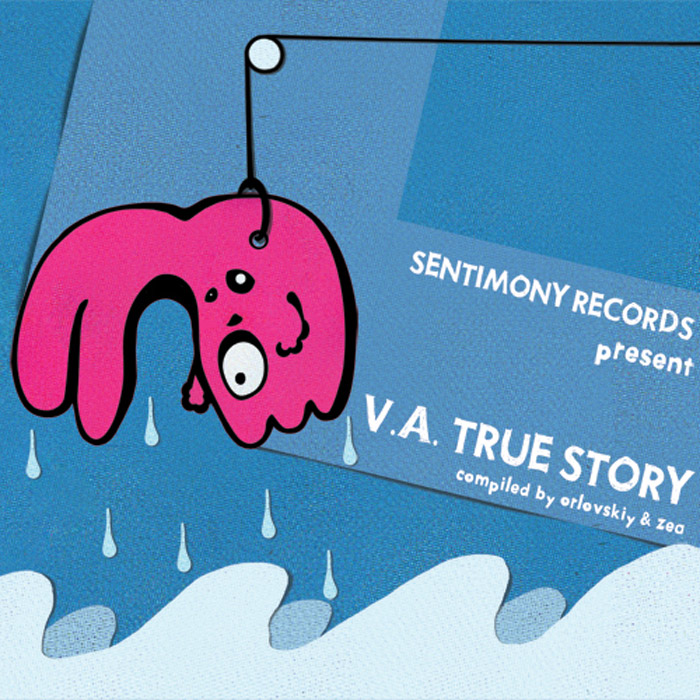 SENTIMONY RECORDS
present
V.A. TRUE STORY
compiled by orlovskiy & zea